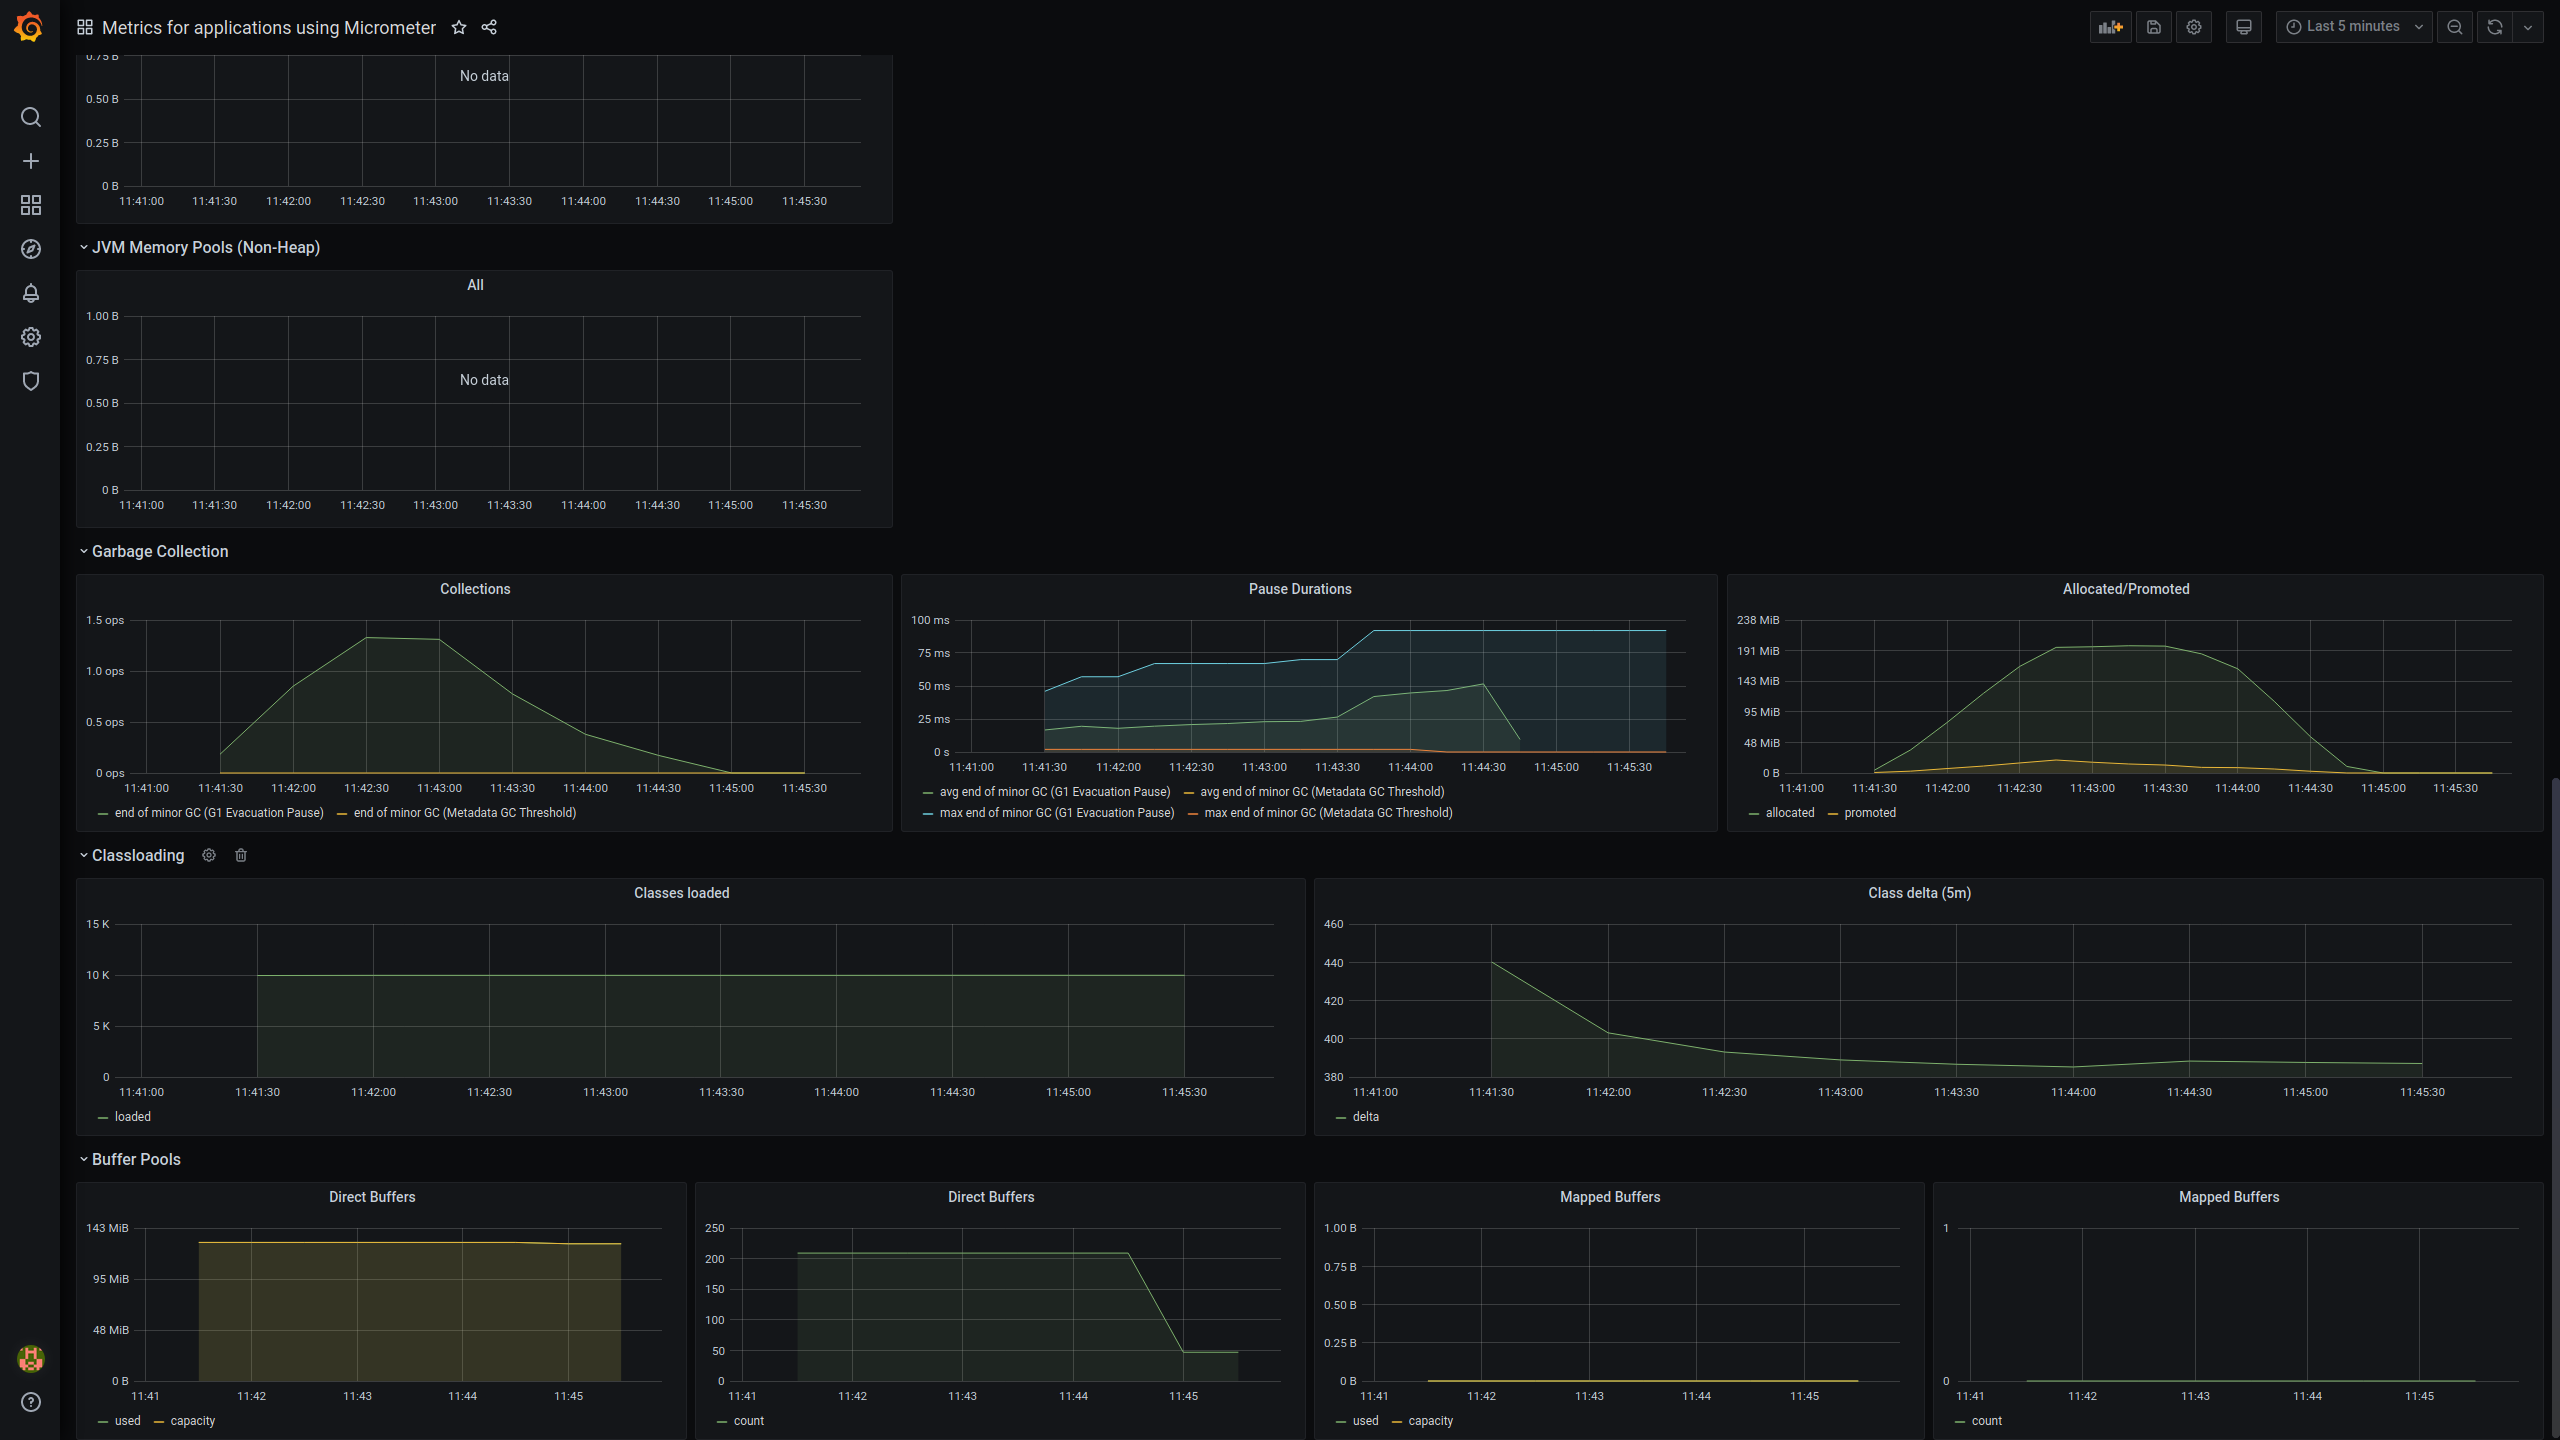 Metrics for applications using Micrometer
Last 5 minutes
0.75 B
No data
0.50 B
0.25 B
0 B
11:41:00 11:41:30 11:42:00 11:42:30 11:43:00 11:43:30 11:44:00 11:44:30 11:45:00 11:45:30
JVM Memory Pools (Non-Heap)
All
1.00 B
0.75 B
No data
0.50 B
0.25 B
0 B
11:41:00 11:41:30 11:42:00 11:42:30 11:43:00 11:43:30 11:44:00 11:44:30 11:45:00 11:45:30
Garbage Collection
Collections
1.5 ops
1.0 ops
0.5 ops
0 ops
11:41:00 11:41:30 11:42:00 11:42:30 11:43:00 11:43:30 11:44:00 11:44:30 11:45:00 11:45:30
end of minor GC (G1 Evacuation Pause) end of minor GC (Metadata GC Threshold)
Pause Durations
100 ms
75 ms
50 ms
25 ms
0 s
11:41:00 11:41:30 11:42:00 11:42:30 11:43:00 11:43:30 11:44:00 11:44:30 11:45:00 11:45:30
avg end of minor GC (G1 Evacuation Pause) avg end of minor GC (Metadata GC Threshold)
max end of minor GC (G1 Evacuation Pause) max end of minor GC (Metadata GC Threshold)
Allocated/Promoted
238 MiB
191 MiB
143 MiB
95 MiB
48 MiB
0 B
11:41:00 11:41:30 11:42:00 11:42:30 11:43:00 11:43:30 11:44:00 11:44:30 11:45:00 11:45:30
allocated promoted
Classloading
Classes loaded
15 K
10 K
5 K
0
11:41:00 11:41:30 11:42:00 11:42:30 11:43:00 11:43:30 11:44:00 11:44:30 11:45:00 11:45:30
loaded
Class delta (5m)
460
440
420
400
380
11:41:00 11:41:30 11:42:00 11:42:30 11:43:00 11:43:30 11:44:00 11:44:30 11:45:00 11:45:30
delta
Buffer Pools
Direct Buffers
143 MiB
95 MiB
48 MiB
0 B
11:41 11:42 11:43 11:44 11:45
used capacity
Direct Buffers
250
200
150
100
50
0
11:41 11:42 11:43 11:44 11:45
count
Mapped Buffers
1.00 B
0.75 B
0.50 B
0.25 B
0 B
11:41 11:42 11:43 11:44 11:45
used capacity
Mapped Buffers
1
0
11:41 11:42 11:43 11:44 11:45
count